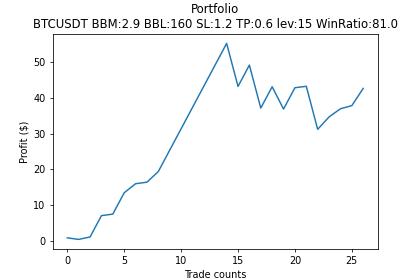 Portfolio
BTCUSDT BBM:2.9 BBL:160 SL:1.2 TP:0.6 lev:15 WinRatio:81.0
50
40
30
20
10
0
Profit ($)
0 5 10 15 20 25
Trade counts